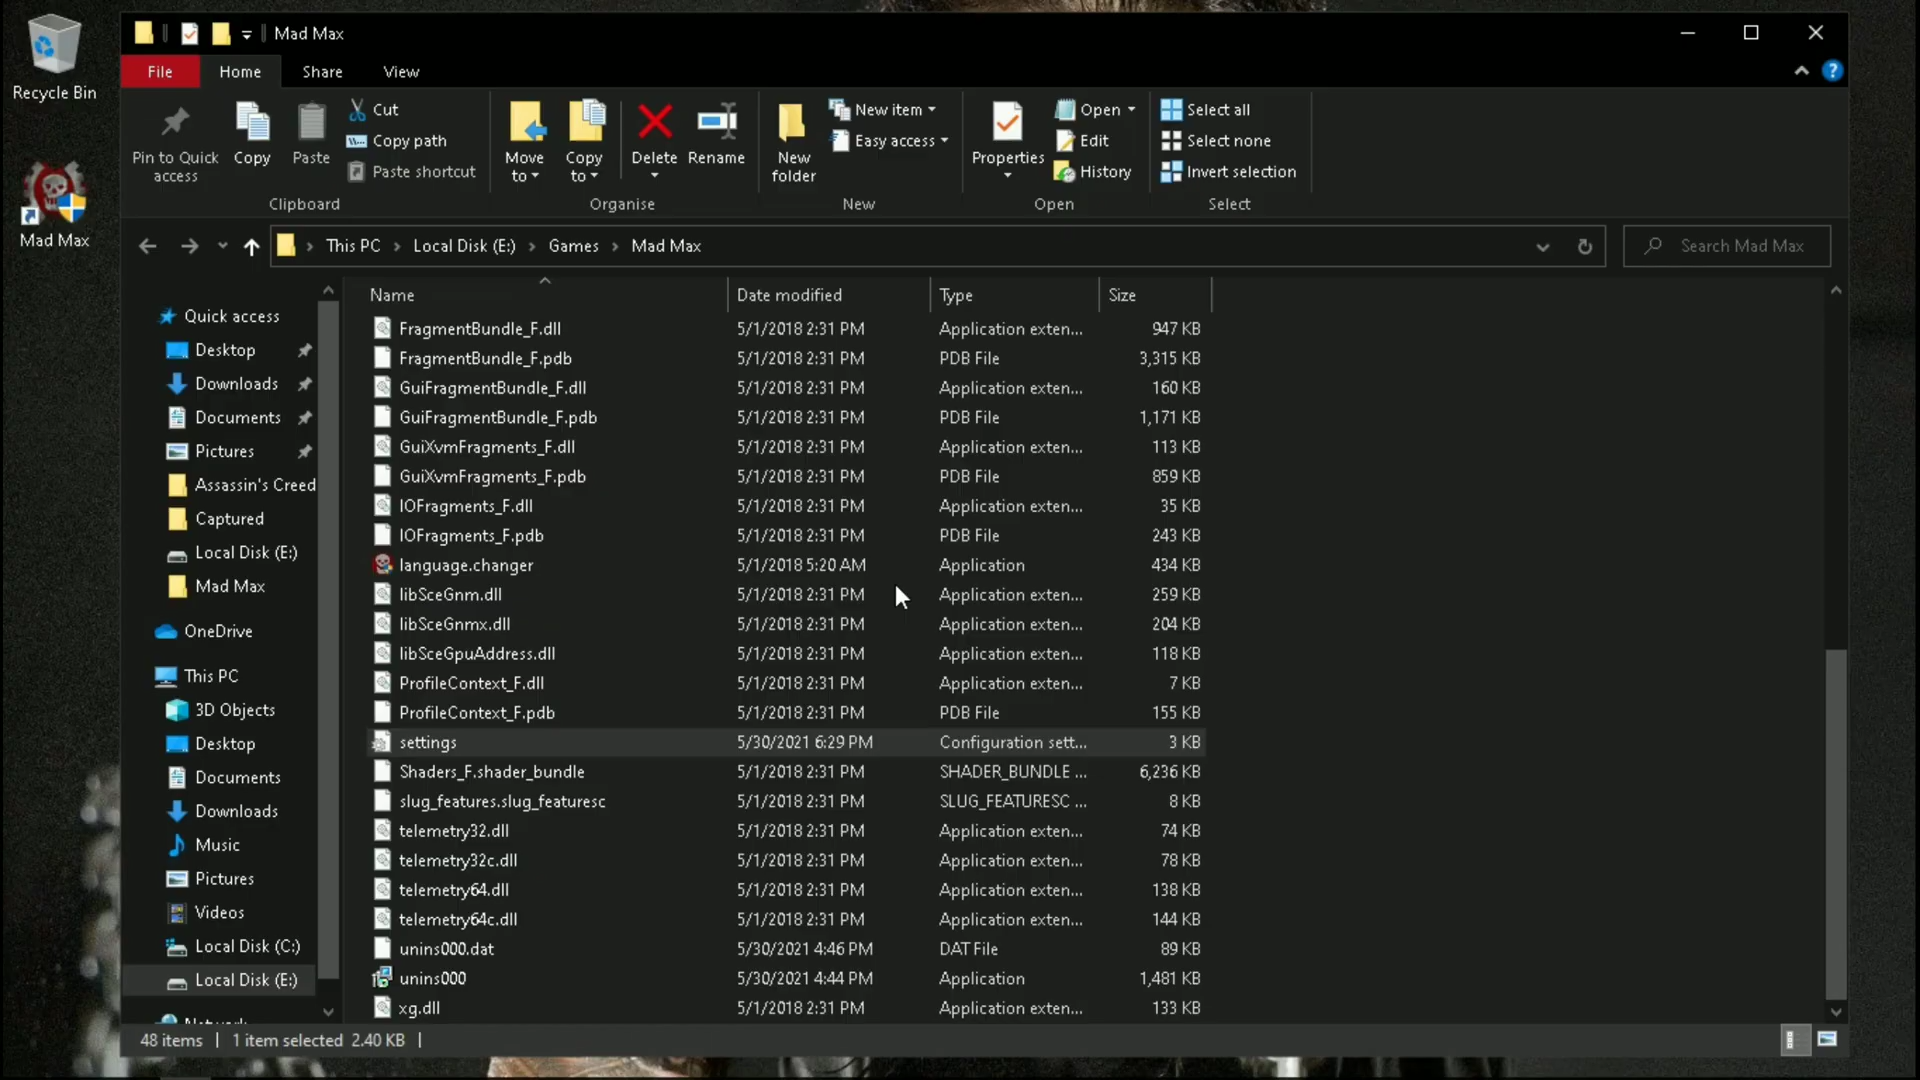 Recycle Bin
Mad Max
Mad Max
File Home Share View
Pin to Quick access
Copy
Paste
Cut
Copy path
Paste shortcut
Clipboard
Move to
Copy to
Delete
Rename
Organise
New folder
New item
Easy access
New
Properties
Open
Edit
History
Open
Select all
Select none
Invert selection
Select
This PC › Local Disk (E:) › Games › Mad Max
Search Mad Max
Quick access
Desktop
Downloads
Documents
Pictures
Assassin's Creed
Captured
Local Disk (E:)
Mad Max
OneDrive
This PC
3D Objects
Desktop
Documents
Downloads
Music
Pictures
Videos
Local Disk (C:)
Local Disk (E:)
Name Date modified Type Size
FragmentBundle_F.dll 5/1/2018 2:31 PM Application exten... 947 KB
FragmentBundle_F.pdb 5/1/2018 2:31 PM PDB File 3,315 KB
GuiFragmentBundle_F.dll 5/1/2018 2:31 PM Application exten... 160 KB
GuiFragmentBundle_F.pdb 5/1/2018 2:31 PM PDB File 1,171 KB
GuiXvmFragments_F.dll 5/1/2018 2:31 PM Application exten... 113 KB
GuiXvmFragments_F.pdb 5/1/2018 2:31 PM PDB File 859 KB
IOFragments_F.dll 5/1/2018 2:31 PM Application exten... 35 KB
IOFragments_F.pdb 5/1/2018 2:31 PM PDB File 243 KB
language.changer 5/1/2018 5:20 AM Application 434 KB
libSceGnm.dll 5/1/2018 2:31 PM Application exten... 259 KB
libSceGnmx.dll 5/1/2018 2:31 PM Application exten... 204 KB
libSceGpuAddress.dll 5/1/2018 2:31 PM Application exten... 118 KB
ProfileContext_F.dll 5/1/2018 2:31 PM Application exten... 7 KB
ProfileContext_F.pdb 5/1/2018 2:31 PM PDB File 155 KB
settings 5/30/2021 6:29 PM Configuration sett... 3 KB
Shaders_F.shader_bundle 5/1/2018 2:31 PM SHADER_BUNDLE ... 6,236 KB
slug_features.slug_featuresc 5/1/2018 2:31 PM SLUG_FEATURESC ... 8 KB
telemetry32.dll 5/1/2018 2:31 PM Application exten... 74 KB
telemetry32c.dll 5/1/2018 2:31 PM Application exten... 78 KB
telemetry64.dll 5/1/2018 2:31 PM Application exten... 138 KB
telemetry64c.dll 5/1/2018 2:31 PM Application exten... 144 KB
unins000.dat 5/30/2021 4:46 PM DAT File 89 KB
unins000 5/30/2021 4:44 PM Application 1,481 KB
xg.dll 5/1/2018 2:31 PM Application exten... 133 KB
48 items | 1 item selected 2.40 KB |